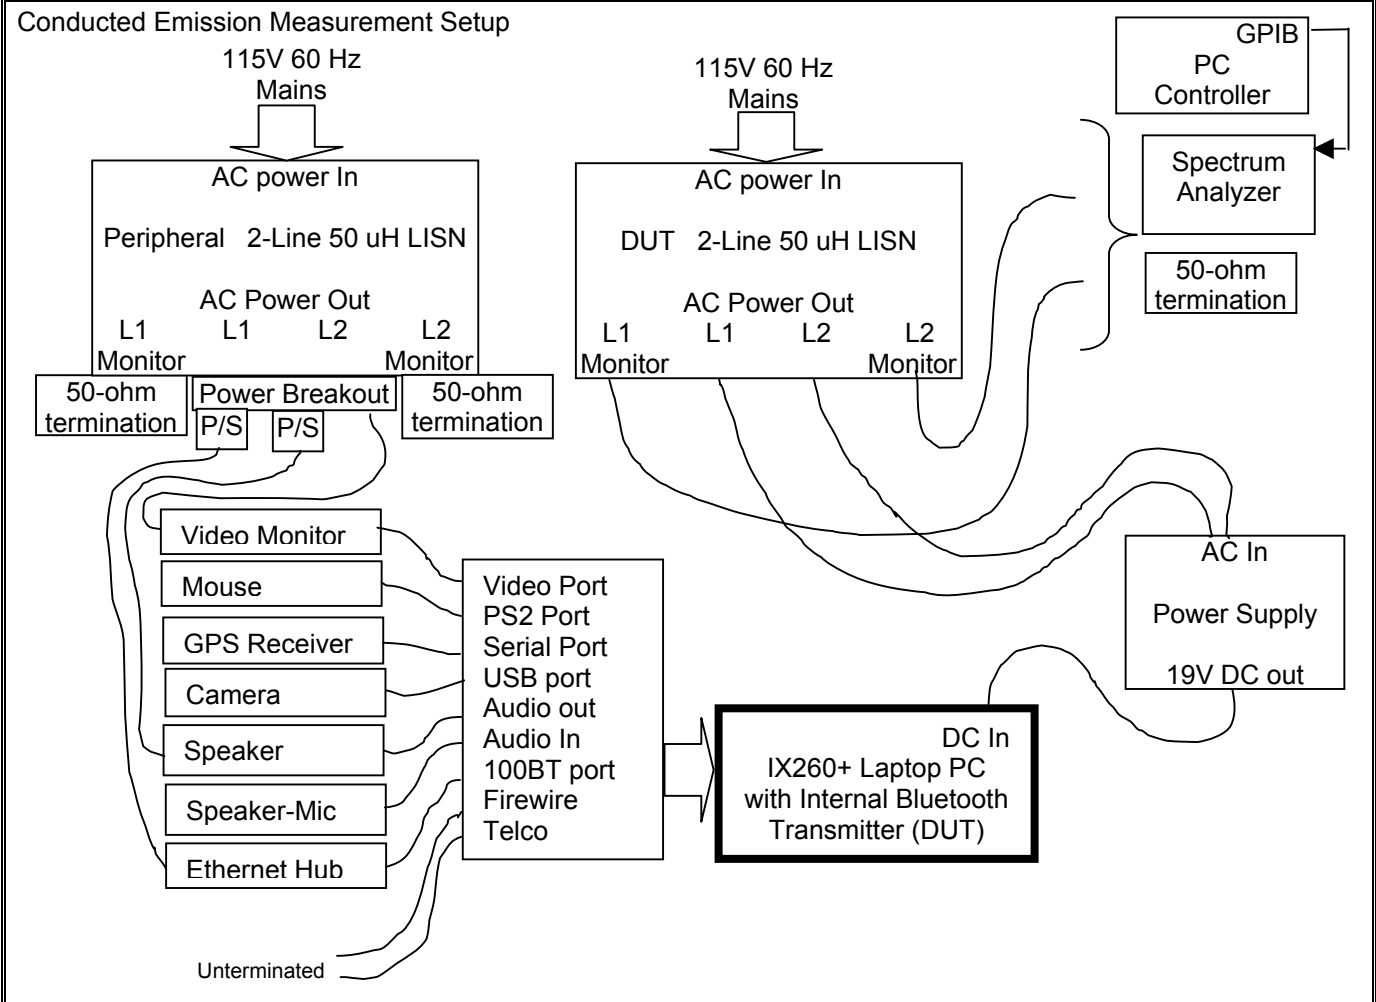 Conducted Emission Measurement Setup
115V 60 Hz
Mains
AC power In
Peripheral 2-Line 50 uH LISN
AC Power Out
L1 L1 L2 L2
Monitor Monitor
50-ohm
termination
Power Breakout
50-ohm
termination
P/S P/S
115V 60 Hz
Mains
AC power In
DUT 2-Line 50 uH LISN
AC Power Out
L1 L1 L2 L2
Monitor Monitor
GPIB
PC
Controller
Spectrum
Analyzer
50-ohm
termination
Video Monitor
Mouse
GPS Receiver
Camera
Speaker
Speaker-Mic
Ethernet Hub
Unterminated
Video Port
PS2 Port
Serial Port
USB port
Audio out
Audio In
100BT port
Firewire
Telco
DC In
IX260+ Laptop PC
with Internal Bluetooth
Transmitter (DUT)
AC In
Power Supply
19V DC out